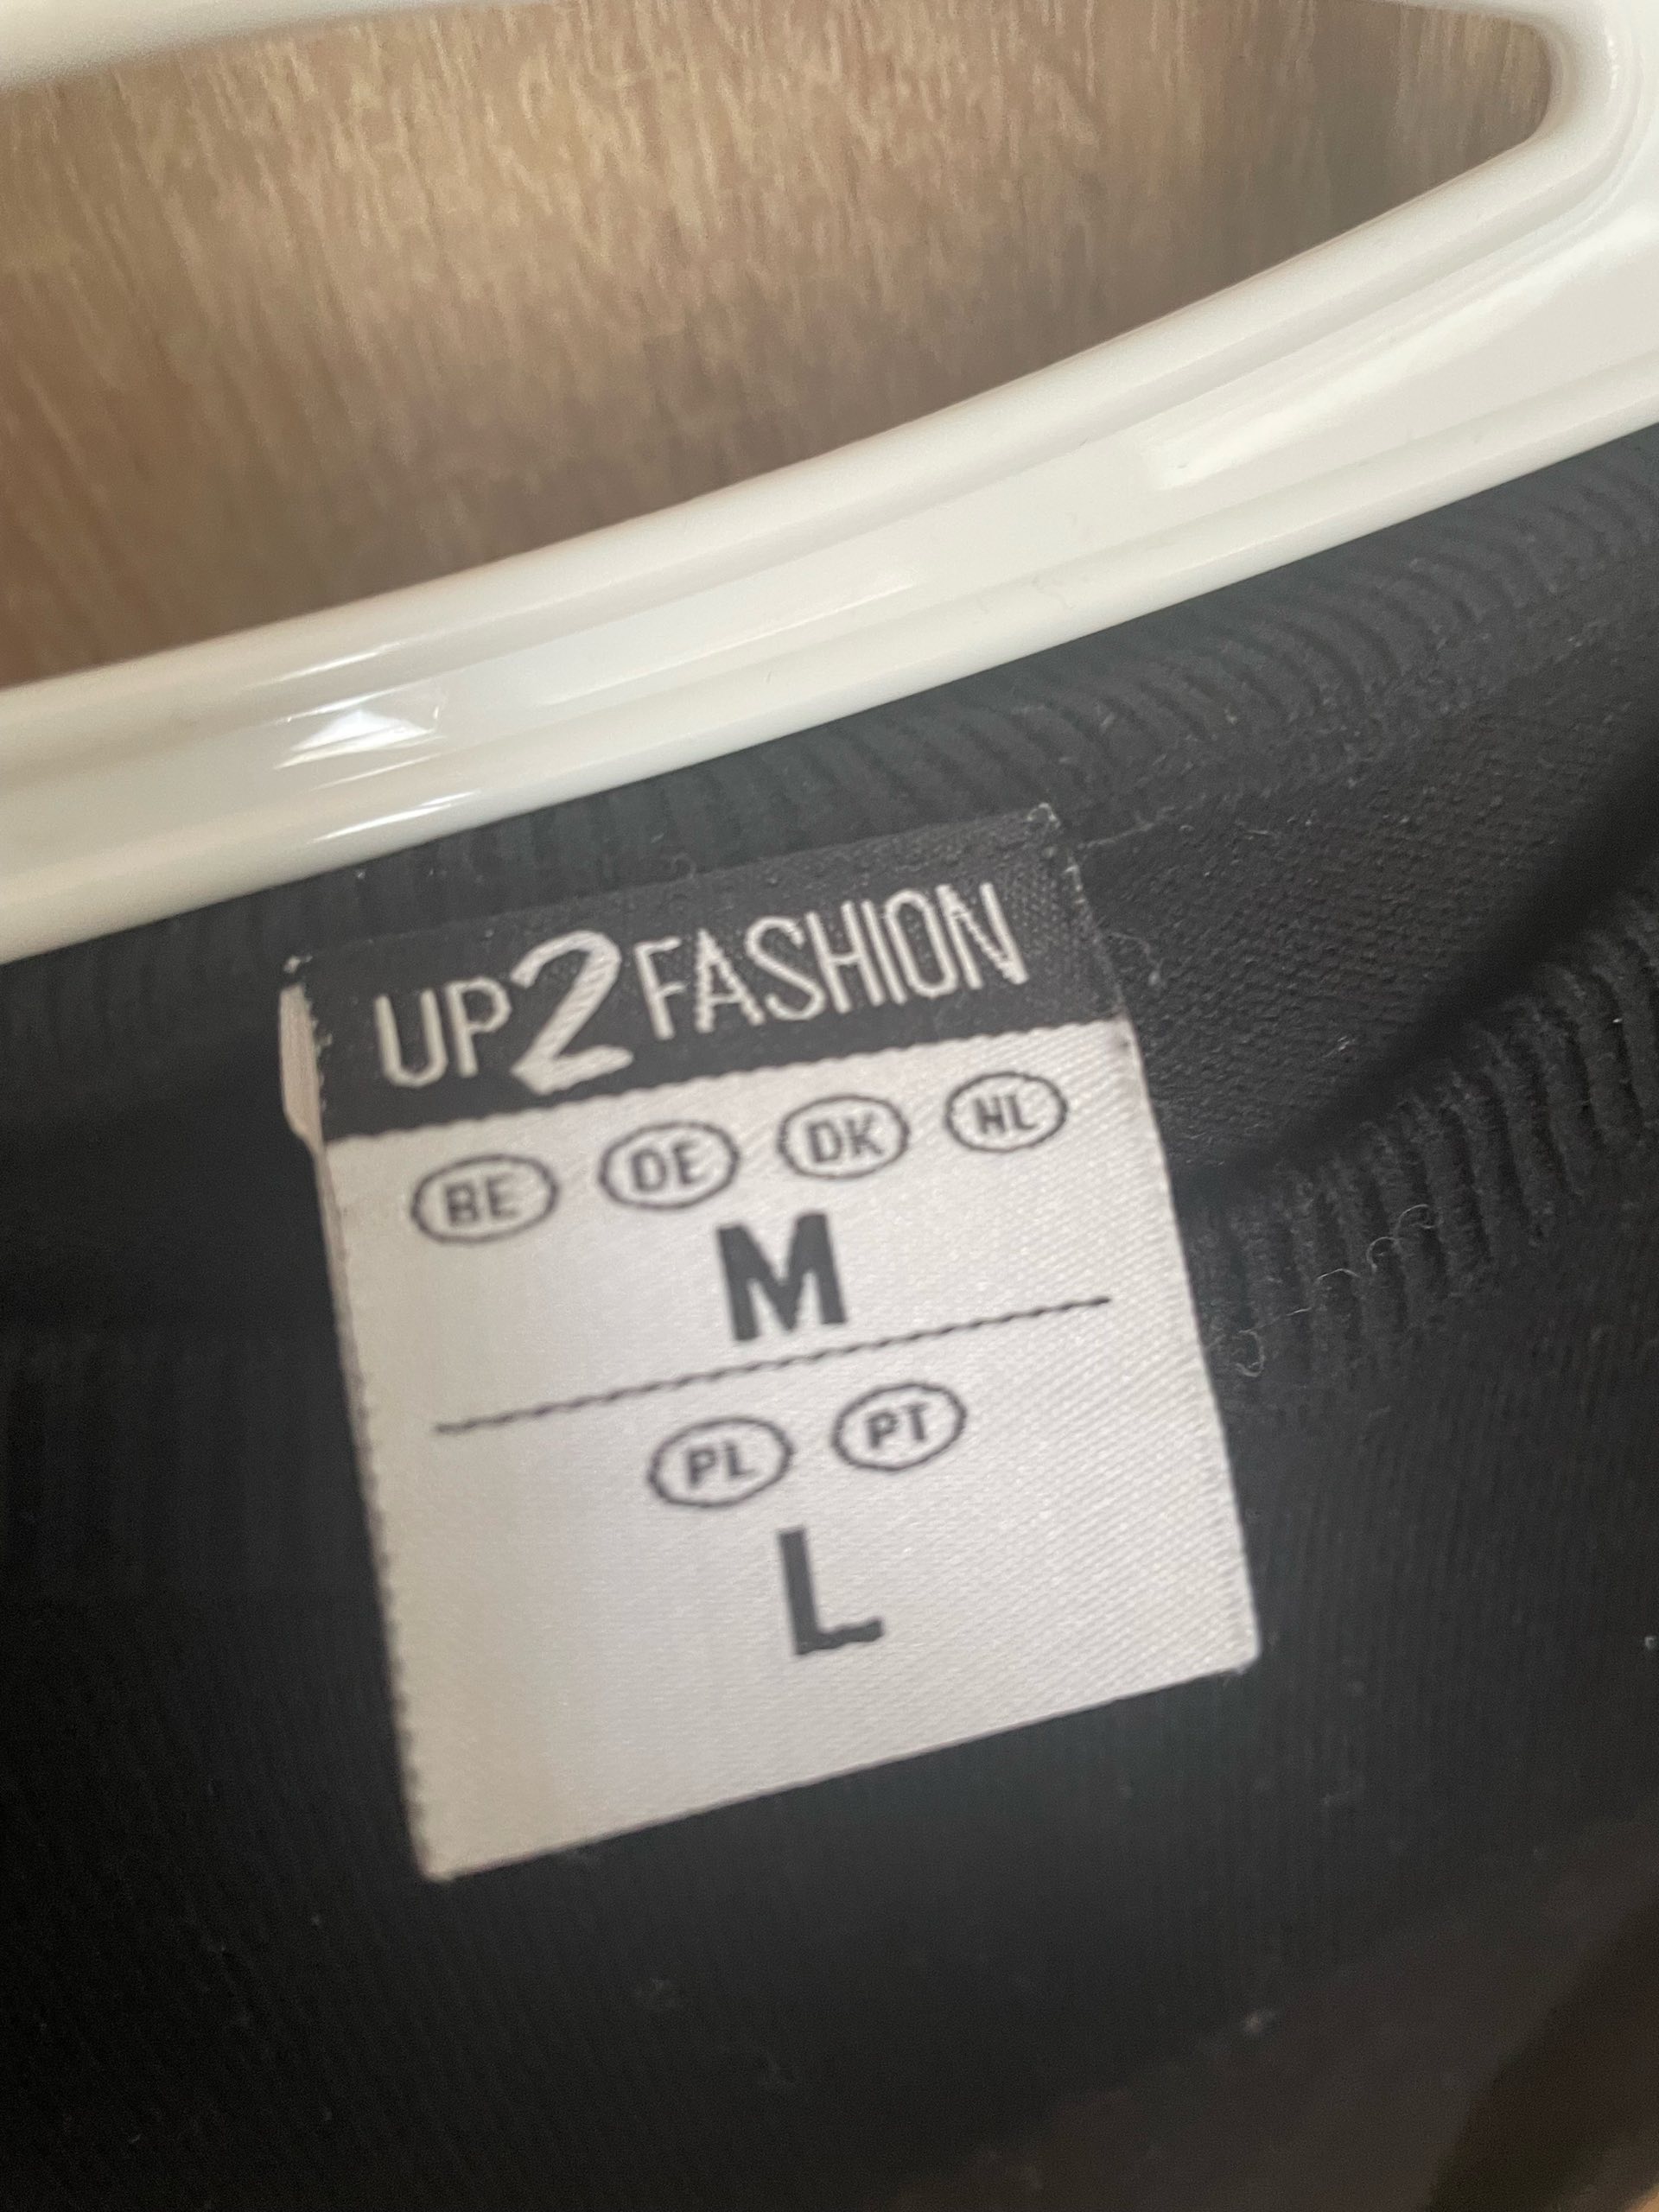 UP2FASHION
BE DE DK NL
M
PL PT
L